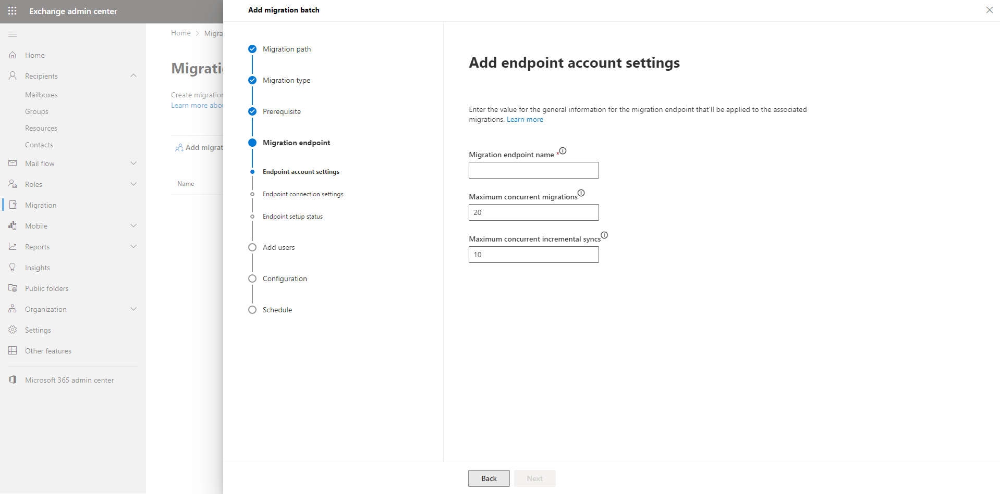 Exchange admin center
Home
Recipients
Mailboxes
Groups
Resources
Contacts
Mail flow
Roles
Migration
Mobile
Reports
Insights
Public folders
Organization
Settings
Other features
Microsoft 365 admin center
Home > Migra
Migrati
Create migration
Learn more abou
Add migrat
Name
Add migration batch
Migration path
Migration type
Prerequisite
Migration endpoint
Endpoint account settings
Endpoint connection settings
Endpoint setup status
Add users
Configuration
Schedule
Add endpoint account settings
Enter the value for the general information for the migration endpoint that'll be applied to the associated
migrations. Learn more
Migration endpoint name *
Maximum concurrent migrations
20
Maximum concurrent incremental syncs
10
Back
Next